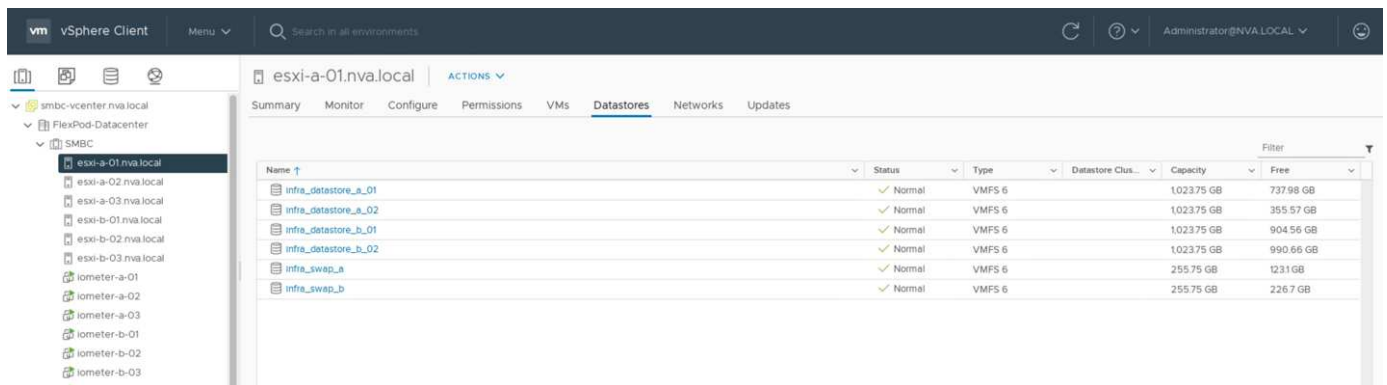 vm vSphere Client Menu Search in all environments Administrator@NVA.LOCAL
esxi-a-01.nva.local ACTIONS
Summary Monitor Configure Permissions VMs Datastores Networks Updates
smbc-vcenter.nva.local
FlexPod-Datacenter
SMBC
esxi-a-01.nva.local
esxi-a-02.nva.local
esxi-a-03.nva.local
esxi-b-01.nva.local
esxi-b-02.nva.local
esxi-b-03.nva.local
iometer-a-01
iometer-a-02
iometer-a-03
iometer-b-01
iometer-b-02
iometer-b-03
Filter
Name ↑ Status Type Datastore Clus... Capacity Free
infra_datastore_a_01 Normal VMFS 6 1,023.75 GB 737.98 GB
infra_datastore_a_02 Normal VMFS 6 1,023.75 GB 355.57 GB
infra_datastore_b_01 Normal VMFS 6 1,023.75 GB 904.56 GB
infra_datastore_b_02 Normal VMFS 6 1,023.75 GB 990.66 GB
infra_swap_a Normal VMFS 6 255.75 GB 123.1 GB
infra_swap_b Normal VMFS 6 255.75 GB 226.7 GB